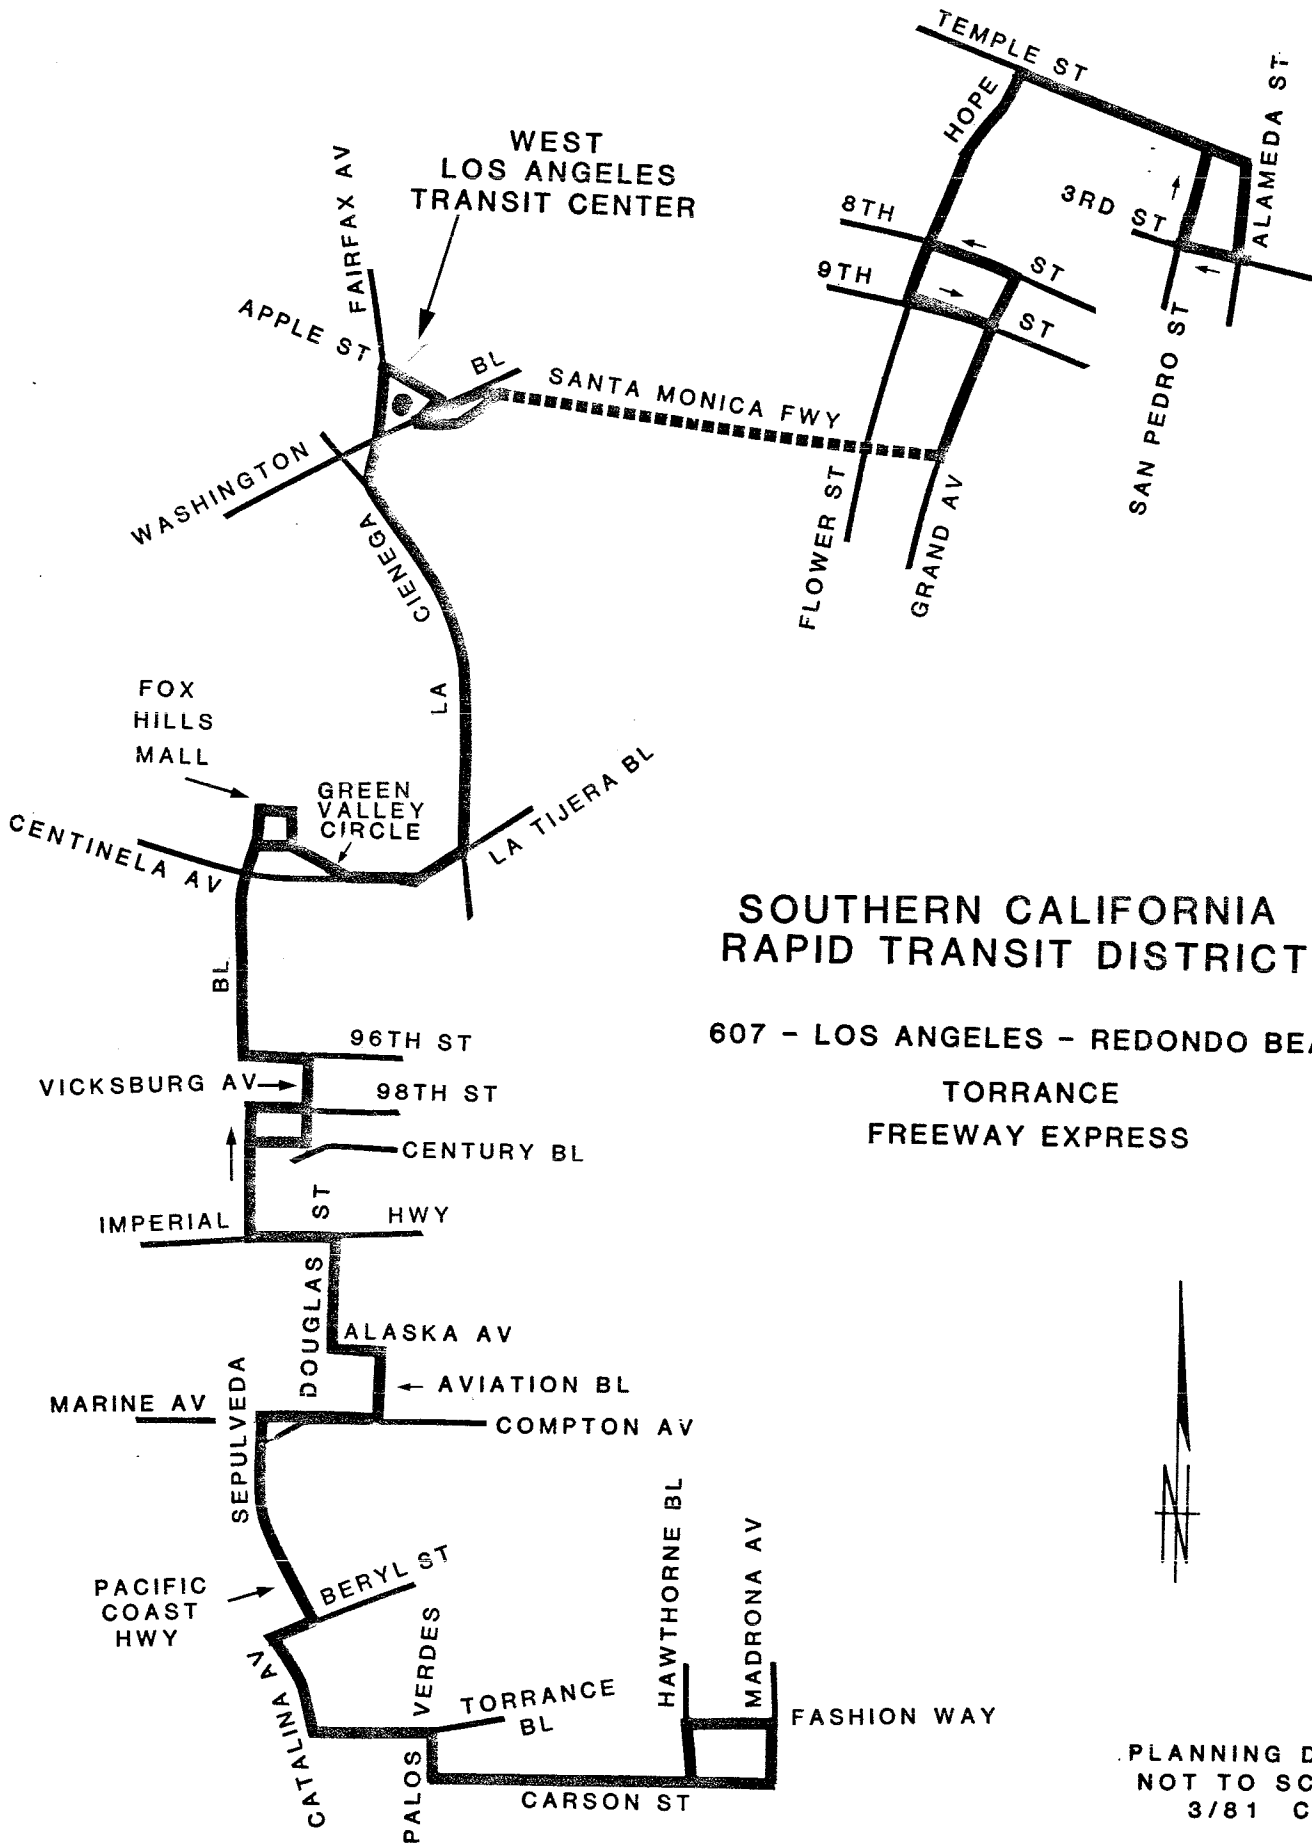 TEMPLE ST
HOPE
ALAMEDA ST
WEST
LOS ANGELES
TRANSIT CENTER
FAIRFAX AV
3RD ST
8TH ST
9TH ST
APPLE ST
BL
SANTA MONICA FWY
SAN PEDRO ST
WASHINGTON
FLOWER ST
GRAND AV
CIENEGA
LA
FOX
HILLS
MALL
GREEN
VALLEY
CIRCLE
LA TIJERA BL
CENTINELA AV
SOUTHERN CALIFORNIA
RAPID TRANSIT DISTRICT
BL
607 - LOS ANGELES - REDONDO BEA
TORRANCE
FREEWAY EXPRESS
96TH ST
VICKSBURG AV
98TH ST
CENTURY BL
IMPERIAL HWY
DOUGLAS ST
ALASKA AV
AVIATION BL
MARINE AV
COMPTON AV
SEPULVEDA
HAWTHORNE BL
MADRONA AV
BERYL ST
PACIFIC
COAST
HWY
CATALINA AV
PALOS VERDES
TORRANCE
BL
FASHION WAY
CARSON ST
PLANNING D
NOT TO SC
3/81 C
N